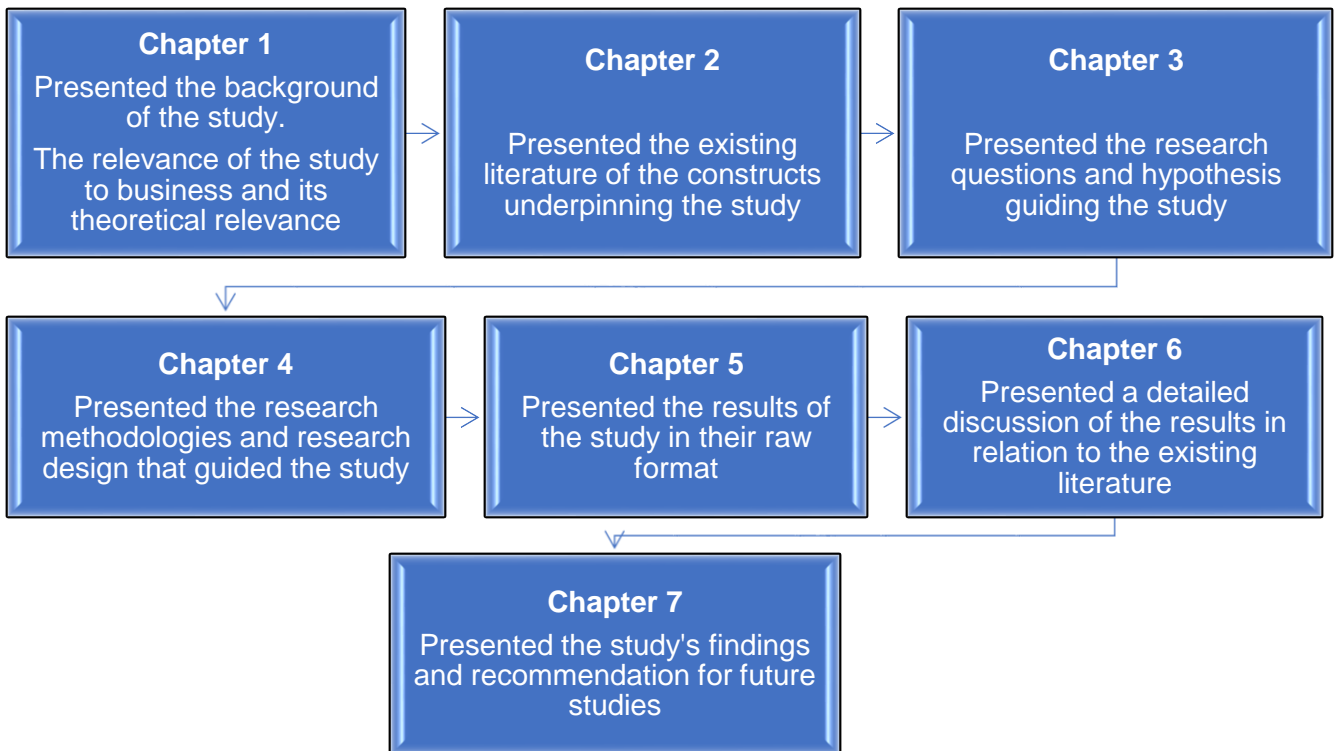 Chapter 1
Presented the background
of the study.
The relevance of the study
to business and its
theoretical relevance
Chapter 2
Presented the existing
literature of the constructs
underpinning the study
Chapter 3
Presented the research
questions and hypothesis
guiding the study
Chapter 4
Presented the research
methodologies and research
design that guided the study
Chapter 5
Presented the results of
the study in their raw
format
Chapter 6
Presented a detailed
discussion of the results in
relation to the existing
literature
Chapter 7
Presented the study's findings
and recommendation for future
studies